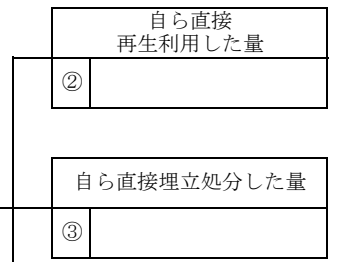 自ら直接
再生利用した量
②
自ら直接埋立処分した量
③